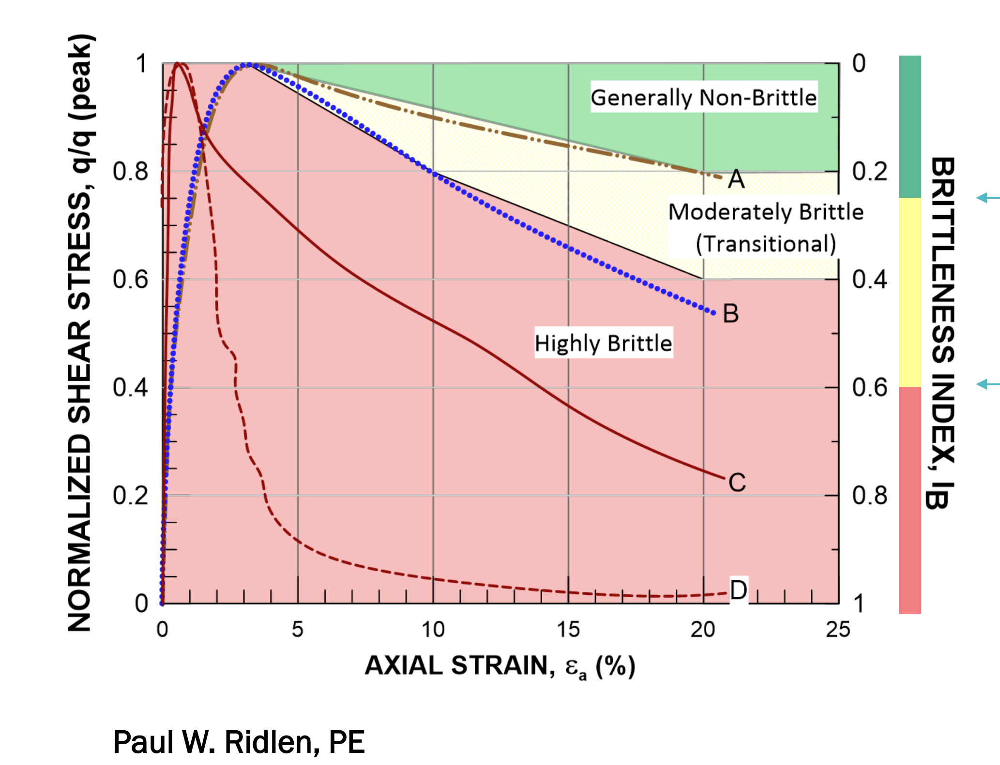 NORMALIZED SHEAR STRESS, q/q (peak)
1
0.8
0.6
0.4
0.2
0
0
5
10
15
20
25
AXIAL STRAIN, εa (%)
0
0.2
0.4
0.6
0.8
1
BRITTLENESS INDEX, IB
Generally Non-Brittle
A
Moderately Brittle
(Transitional)
B
Highly Brittle
C
D
Paul W. Ridlen, PE